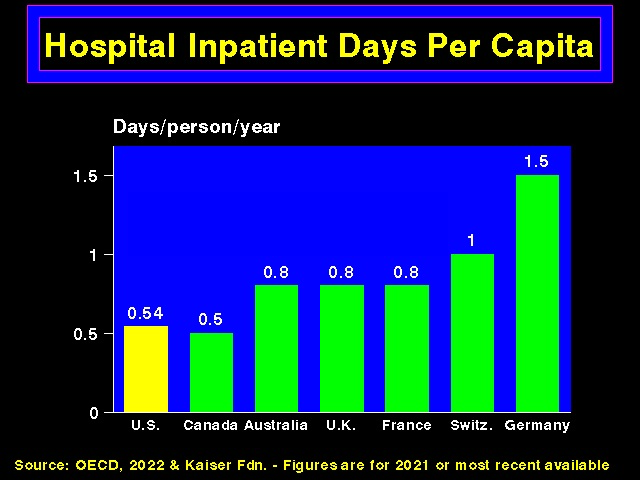 Hospital Inpatient Days Per Capita
Days/person/year
1.5
1
0.5
0
0.54
0.5
0.8
0.8
0.8
1
1.5
U.S. Canada Australia U.K. France Switz. Germany
Source: OECD, 2022 & Kaiser Fdn. - Figures are for 2021 or most recent available